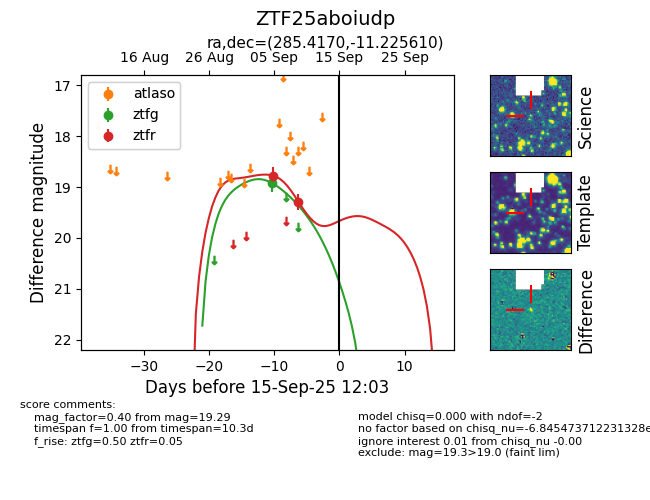 ZTF25aboiudp
ra,dec=(285.4170,-11.225610)
16 Aug 26 Aug 05 Sep 15 Sep 25 Sep
17
18
19
20
21
22
Difference magnitude
atlaso
ztfg
ztfr
−30 −20 −10 0 10
Days before 15-Sep-25 12:03
Science
Template
Difference
score comments:
mag_factor=0.40 from mag=19.29
timespan f=1.00 from timespan=10.3d
f_rise: ztfg=0.50 ztfr=0.05
model chisq=0.000 with ndof=-2
no factor based on chisq_nu=-6.845473712231328e
ignore interest 0.01 from chisq_nu -0.00
exclude: mag=19.3>19.0 (faint lim)